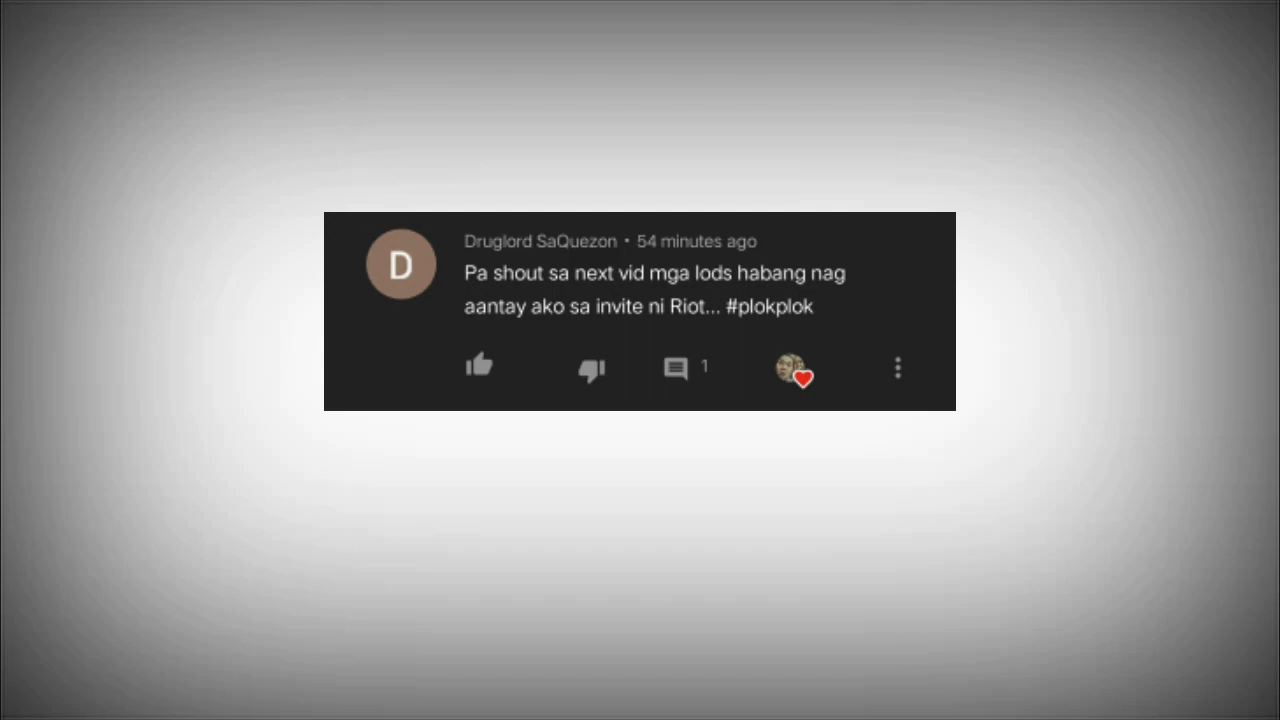 D
Druglord SaQuezon • 54 minutes ago
Pa shout sa next vid mga lods habang nag
aantay ako sa invite ni Riot... #plokplok
1